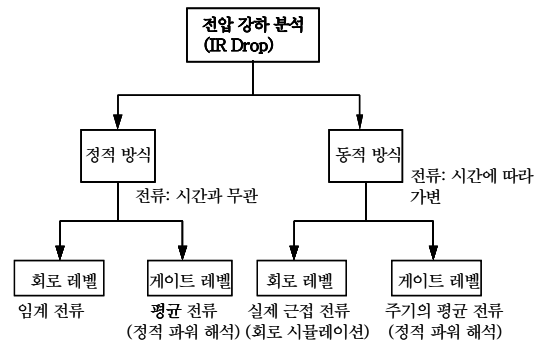 전압 강하 분석
(IR Drop)
정적 방식
동적 방식
전류: 시간과 무관
전류: 시간에 따라
가변
회로 레벨
게이트 레벨
회로 레벨
게이트 레벨
임계 전류
평균 전류
(정적 파워 해석)
실제 근접 전류
(회로 시뮬레이션)
주기의 평균 전류
(정적 파워 해석)